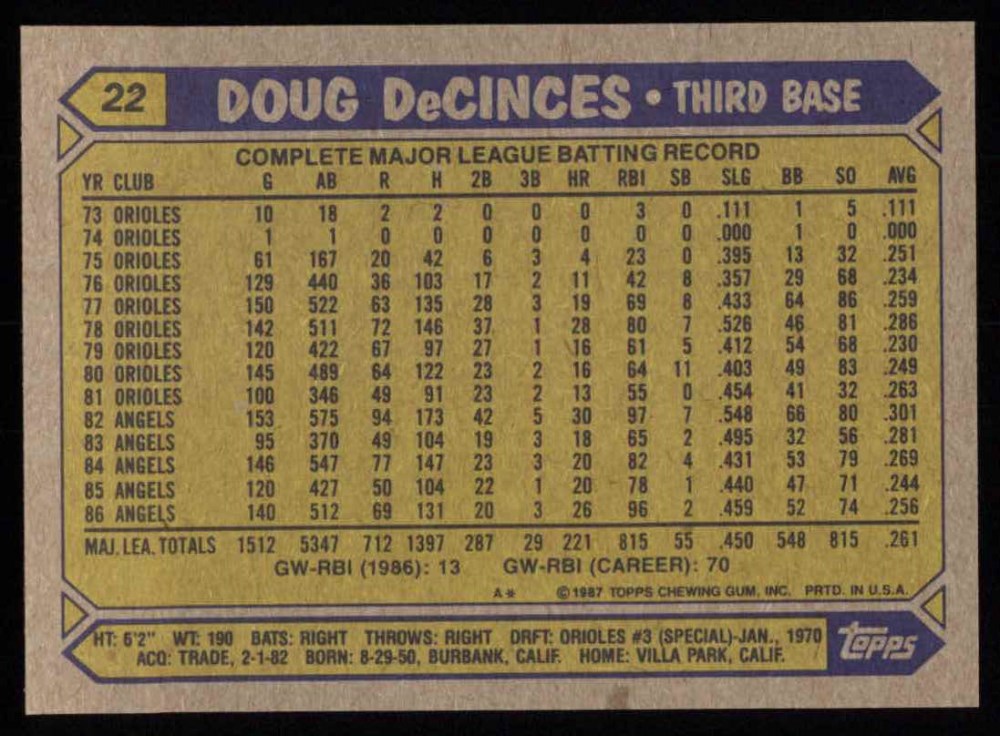 22 DOUG DeCINCES • THIRD BASE
COMPLETE MAJOR LEAGUE BATTING RECORD
YR CLUB G AB R H 2B 3B HR RBI SB SLG BB SO AVG
73 ORIOLES 10 18 2 2 0 0 0 3 0 .111 1 5 .111
74 ORIOLES 1 1 0 0 0 0 0 0 0 .000 1 0 .000
75 ORIOLES 61 167 20 42 6 3 4 23 0 .395 13 32 .251
76 ORIOLES 129 440 36 103 17 2 11 42 8 .357 29 68 .234
77 ORIOLES 150 522 63 135 28 3 19 69 8 .433 64 86 .259
78 ORIOLES 142 511 72 146 37 1 28 80 7 .526 46 81 .286
79 ORIOLES 120 422 67 97 27 1 16 61 5 .412 54 68 .230
80 ORIOLES 145 489 64 122 23 2 16 64 11 .403 49 83 .249
81 ORIOLES 100 346 49 91 23 2 13 55 0 .454 41 32 .263
82 ANGELS 153 575 94 173 42 5 30 97 7 .548 66 80 .301
83 ANGELS 95 370 49 104 19 3 18 65 2 .495 32 56 .281
84 ANGELS 146 547 77 147 23 3 20 82 4 .431 53 79 .269
85 ANGELS 120 427 50 104 22 1 20 78 1 .440 47 71 .244
86 ANGELS 140 512 69 131 20 3 26 96 2 .459 52 74 .256
MAJ. LEA. TOTALS 1512 5347 712 1397 287 29 221 815 55 .450 548 815 .261
GW-RBI (1986): 13 GW-RBI (CAREER): 70
A* ©1987 TOPPS CHEWING GUM, INC. PRTD. IN U.S.A.
HT: 6'2" WT: 190 BATS: RIGHT THROWS: RIGHT DRFT: ORIOLES #3 (SPECIAL)-JAN., 1970
ACQ: TRADE, 2-1-82 BORN: 8-29-50, BURBANK, CALIF. HOME: VILLA PARK, CALIF.
topps